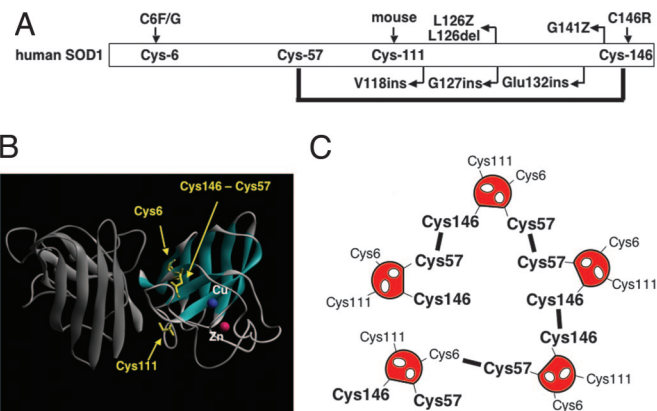 A
C6F/G
mouse
L126Z
L126del
G141Z
C146R
human SOD1
Cys-6
Cys-57
Cys-111
Cys-146
V118ins
G127ins
Glu132ins
B
Cys146 – Cys57
Cys6
Cu
Zn
Cys111
C
Cys111
Cys6
Cys146
Cys57
Cys6
Cys57
Cys111
Cys146
Cys57
Cys6
Cys111
Cys146
Cys146
Cys111
Cys6
Cys57
Cys111
Cys146
Cys57
Cys6